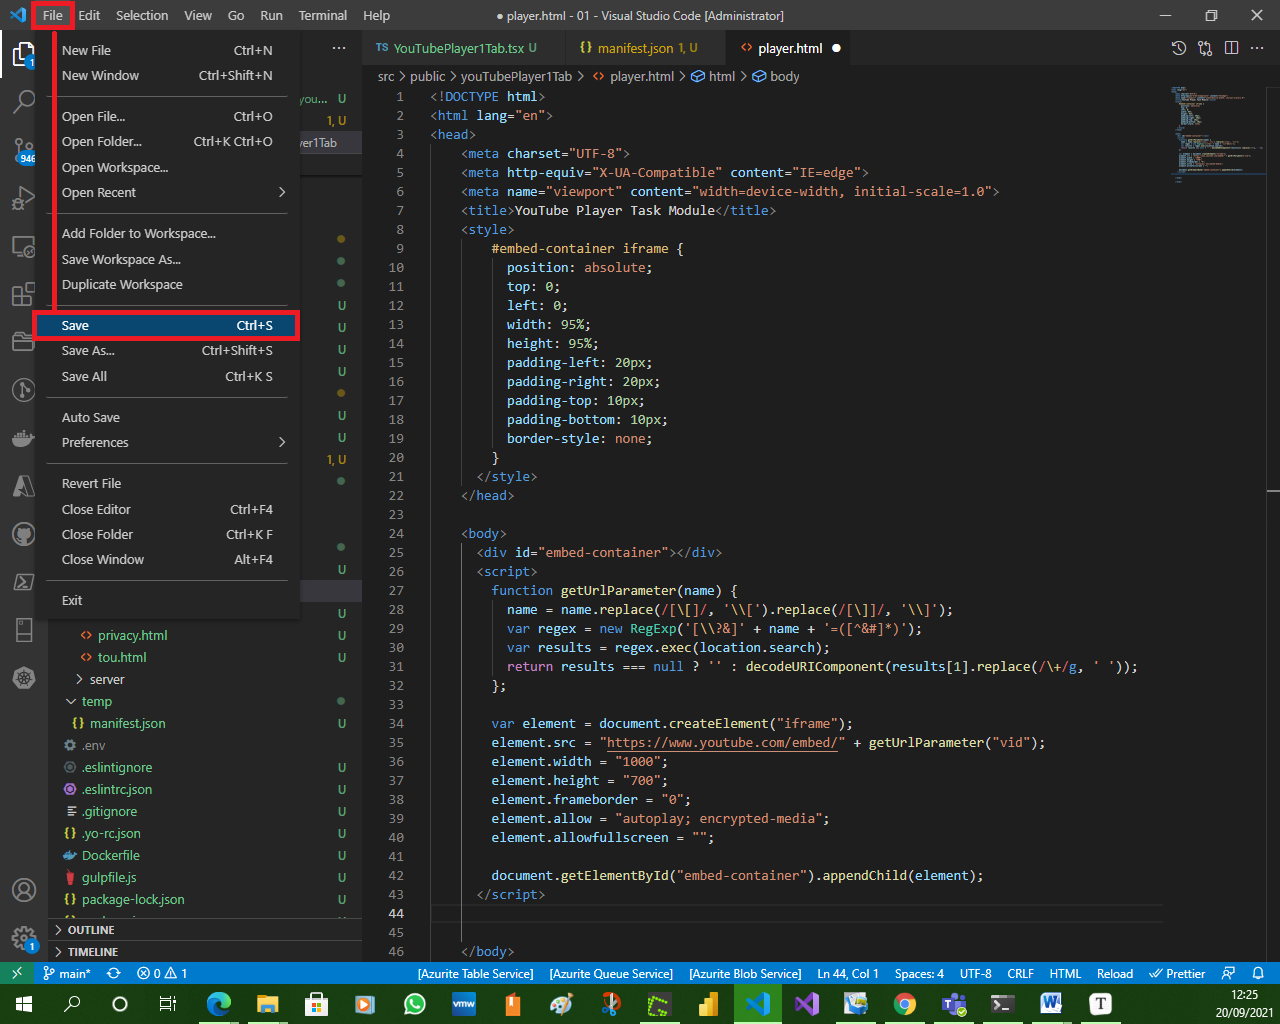 File Edit Selection View Go Run Terminal Help
● player.html - 01 - Visual Studio Code [Administrator]
New File Ctrl+N
New Window Ctrl+Shift+N
Open File... Ctrl+O
Open Folder... Ctrl+K Ctrl+O
Open Workspace...
Open Recent
Add Folder to Workspace...
Save Workspace As...
Duplicate Workspace
Save Ctrl+S
Save As... Ctrl+Shift+S
Save All Ctrl+K S
Auto Save
Preferences
Revert File
Close Editor Ctrl+F4
Close Folder Ctrl+K F
Close Window Alt+F4
Exit
1
946
1
you... U
1, U
er1Tab
U
U
U
U
U
U
1, U
U
U
privacy.html U
tou.html U
server
temp
{} manifest.json U
.env
.eslintignore U
.eslintrc.json U
.gitignore U
{} .yo-rc.json U
Dockerfile U
gulpfile.js U
{} package-lock.json U
OUTLINE
TIMELINE
TS YouTubePlayer1Tab.tsx U
{} manifest.json 1, U
<> player.html ●
src > public > youTubePlayer1Tab > <> player.html > html > body
1 <!DOCTYPE html>
2 <html lang="en">
3 <head>
4 <meta charset="UTF-8">
5 <meta http-equiv="X-UA-Compatible" content="IE=edge">
6 <meta name="viewport" content="width=device-width, initial-scale=1.0">
7 <title>YouTube Player Task Module</title>
8 <style>
9 #embed-container iframe {
10 position: absolute;
11 top: 0;
12 left: 0;
13 width: 95%;
14 height: 95%;
15 padding-left: 20px;
16 padding-right: 20px;
17 padding-top: 10px;
18 padding-bottom: 10px;
19 border-style: none;
20 }
21 </style>
22 </head>
23
24 <body>
25 <div id="embed-container"></div>
26 <script>
27 function getUrlParameter(name) {
28 name = name.replace(/[\[]/, '\\[').replace(/[\]]/, '\\]');
29 var regex = new RegExp('[\\?&]' + name + '=([^&#]*)');
30 var results = regex.exec(location.search);
31 return results === null ? '' : decodeURIComponent(results[1].replace(/\+/g, ' '));
32 };
33
34 var element = document.createElement("iframe");
35 element.src = "https://www.youtube.com/embed/" + getUrlParameter("vid");
36 element.width = "1000";
37 element.height = "700";
38 element.frameborder = "0";
39 element.allow = "autoplay; encrypted-media";
40 element.allowfullscreen = "";
41
42 document.getElementById("embed-container").appendChild(element);
43 </script>
44
45
46 </body>
main* 0 1 [Azurite Table Service] [Azurite Queue Service] [Azurite Blob Service] Ln 44, Col 1 Spaces: 4 UTF-8 CRLF HTML Reload Prettier
vmw
W
T
12:25
20/09/2021